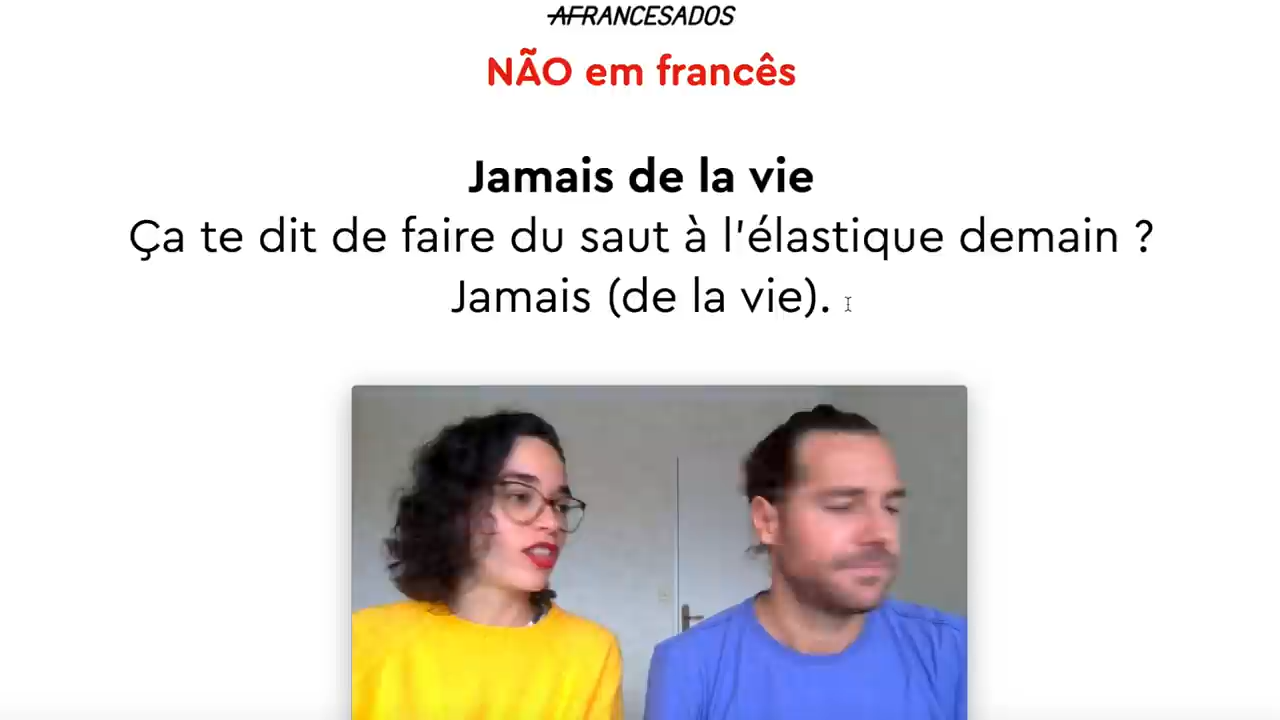 AFRANCESADOS
NÃO em francês
Jamais de la vie
Ça te dit de faire du saut à l'élastique demain ?
Jamais (de la vie).